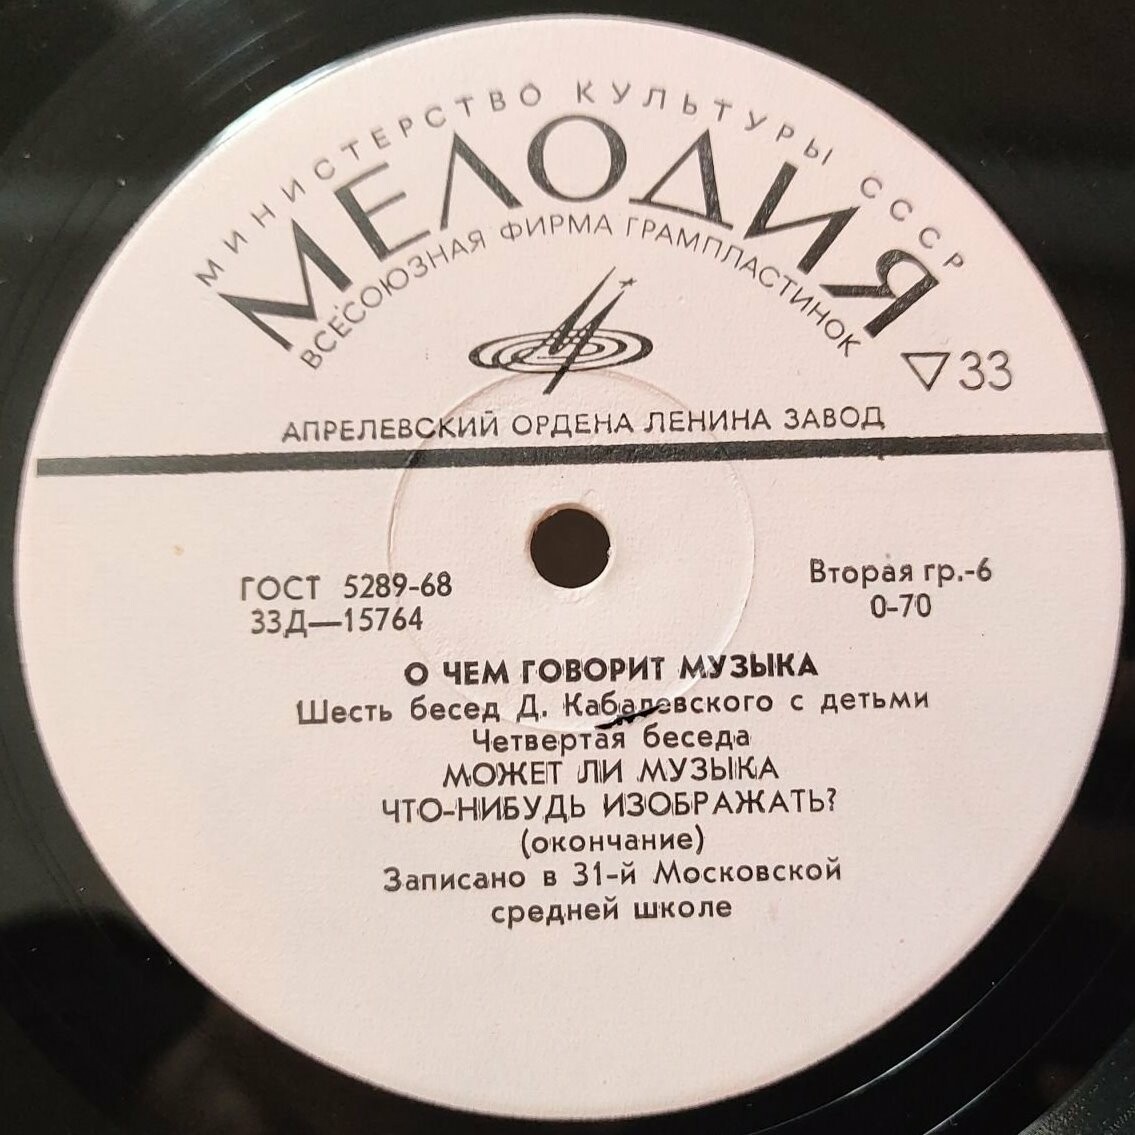 МИНИСТЕРСТВО КУЛЬТУРЫ СССР
МЕЛОДИЯ
ВСЕСОЮЗНАЯ ФИРМА ГРАМПЛАСТИНОК
▽33
АПРЕЛЕВСКИЙ ОРДЕНА ЛЕНИНА ЗАВОД
ГОСТ 5289-68
33Д—15764
Вторая гр.-6
0-70
О ЧЕМ ГОВОРИТ МУЗЫКА
Шесть бесед Д. Кабалевского с детьми
Четвертая беседа
МОЖЕТ ЛИ МУЗЫКА
ЧТО-НИБУДЬ ИЗОБРАЖАТЬ?
(окончание)
Записано в 31-й Московской
средней школе